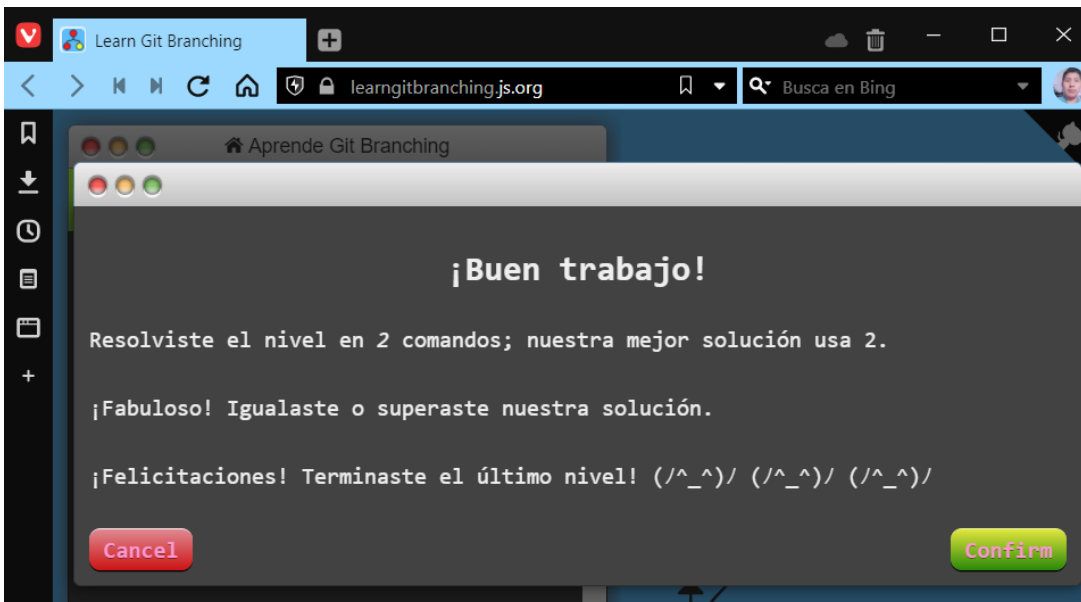 Learn Git Branching
learngitbranching.js.org
Busca en Bing
Aprende Git Branching
¡Buen trabajo!
Resolviste el nivel en 2 comandos; nuestra mejor solución usa 2.
¡Fabuloso! Igualaste o superaste nuestra solución.
¡Felicitaciones! Terminaste el último nivel! (/^_^)/ (/^_^)/ (/^_^)/
Cancel
Confirm